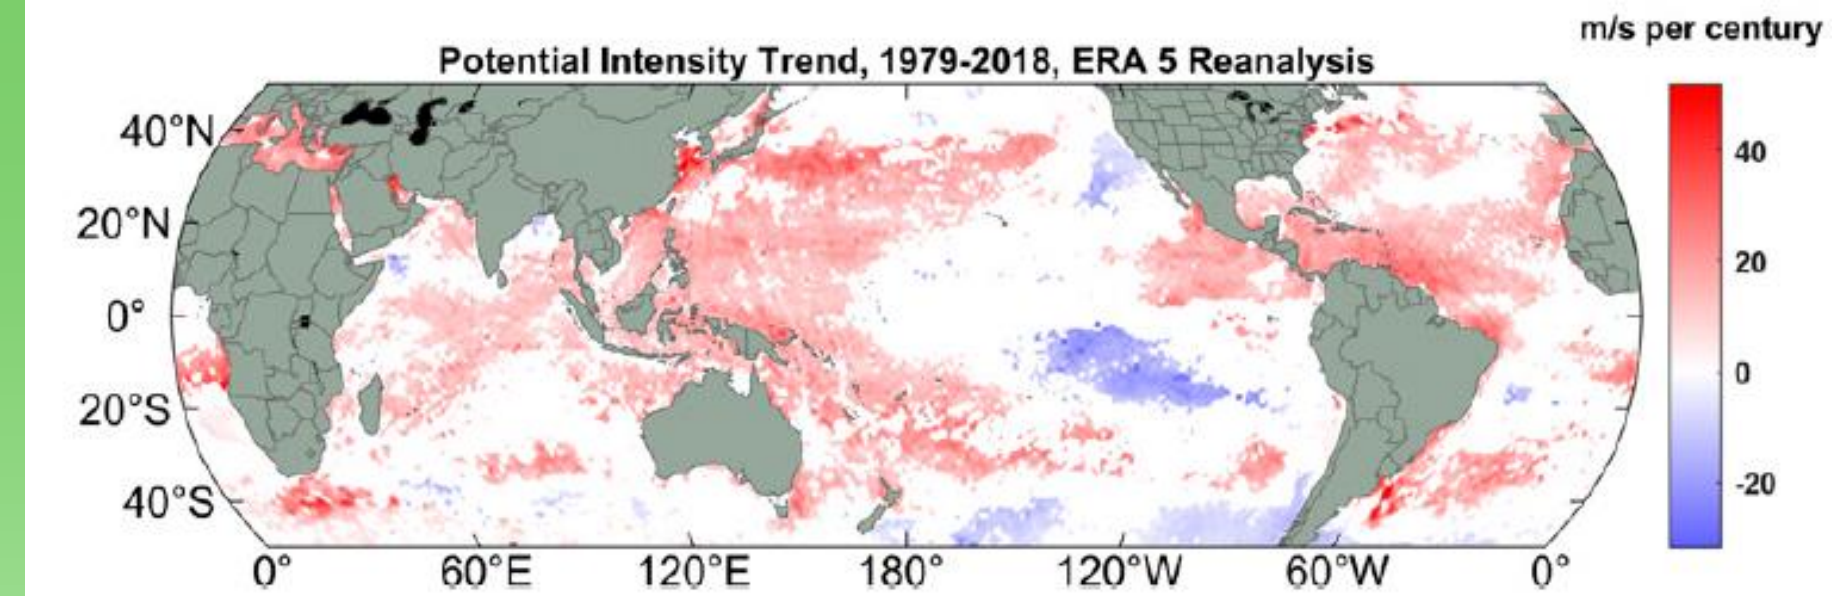 m/s per century
Potential Intensity Trend, 1979-2018, ERA 5 Reanalysis
40°N
20°N
0°
20°S
40°S
0°
60°E
120°E
180°
120°W
60°W
0°
40
20
0
-20